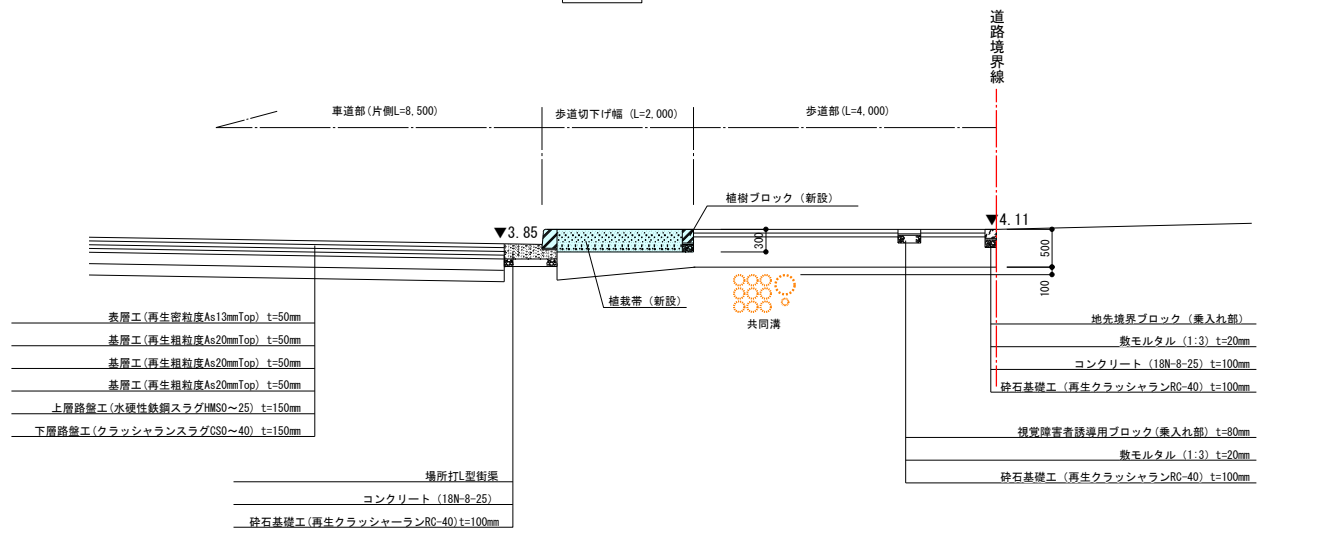 道路境界線
車道部(片側L=8,500)
歩道切下げ幅 (L=2,000)
歩道部(L=4,000)
植樹ブロック (新設)
▼3.85
▼4.11
300
500
100
植栽帯 (新設)
共同溝
表層工(再生密粒度As13mmTop) t=50mm
基層工(再生粗粒度As20mmTop) t=50mm
基層工(再生粗粒度As20mmTop) t=50mm
基層工(再生粗粒度As20mmTop) t=50mm
上層路盤工(水硬性鉄鋼スラグHMS0～25) t=150mm
下層路盤工(クラッシャランスラグCS0～40) t=150mm
地先境界ブロック (乗入れ部)
敷モルタル (1:3) t=20mm
コンクリート (18N-8-25) t=100mm
砕石基礎工 (再生クラッシャランRC-40) t=100mm
視覚障害者誘導用ブロック(乗入れ部) t=80mm
敷モルタル (1:3) t=20mm
砕石基礎工 (再生クラッシャランRC-40) t=100mm
場所打L型街渠
コンクリート (18N-8-25)
砕石基礎工(再生クラッシャーランRC-40)t=100mm